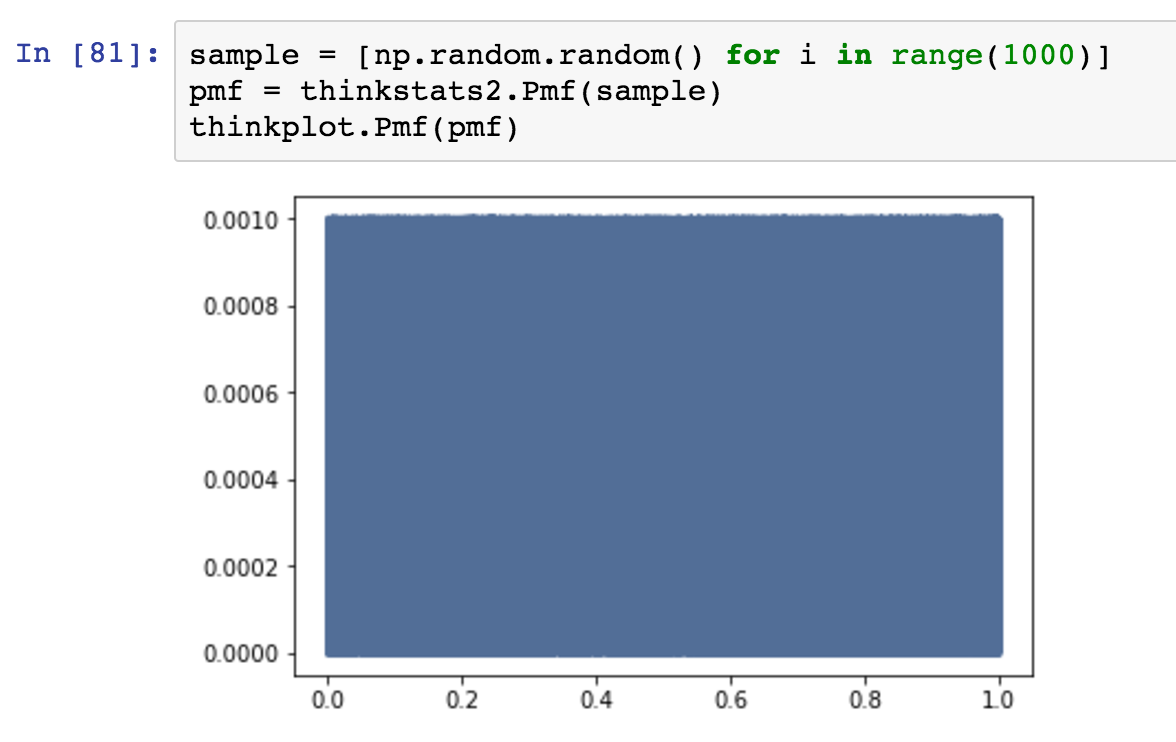 In [81]: sample = [np.random.random() for i in range(1000)]
pmf = thinkstats2.Pmf(sample)
thinkplot.Pmf(pmf)
0.0010
0.0008
0.0006
0.0004
0.0002
0.0000
0.0 0.2 0.4 0.6 0.8 1.0